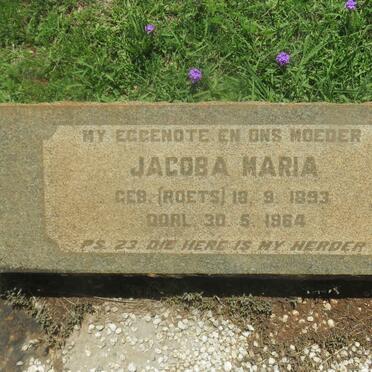 MY EGGENOTE EN ONS MOEDER
JACOBA MARIA
GEB. (ROETS) 18. 9. 1893
OORL. 30. 5. 1964
PS. 23 DIE HERE IS MY HERDER